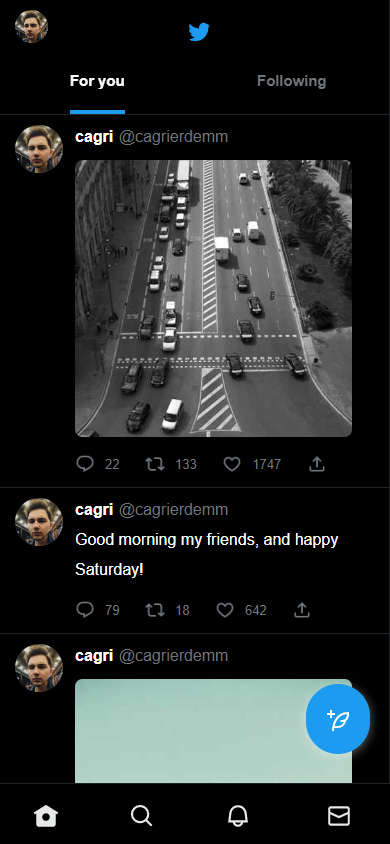 For you
Following
cagri @cagrierdemm
22 133 1747
cagri @cagrierdemm
Good morning my friends, and happy
Saturday!
79 18 642
cagri @cagrierdemm